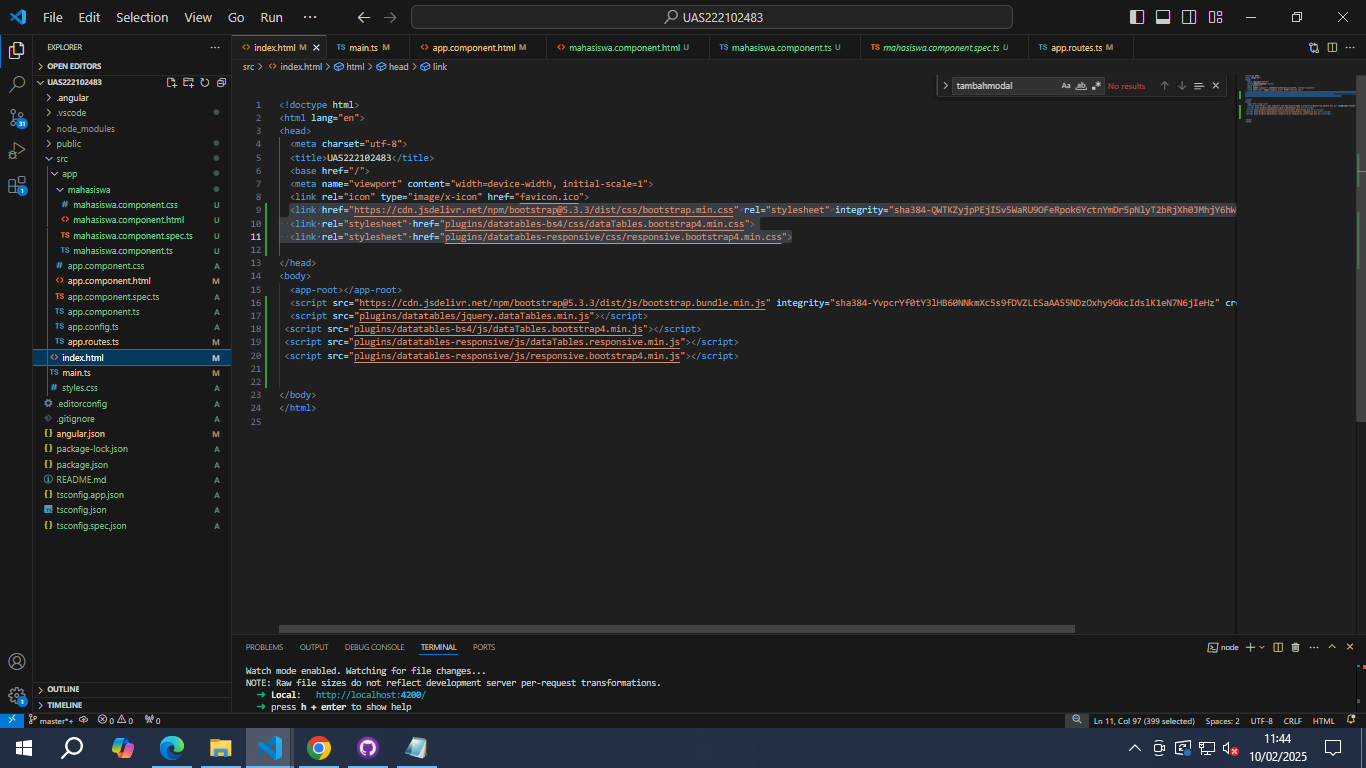 File Edit Selection View Go Run ··· UAS222102483
EXPLORER ···
index.html M
main.ts M
app.component.html M
mahasiswa.component.html U
mahasiswa.component.ts U
mahasiswa.component.spec.ts U
app.routes.ts M
OPEN EDITORS
src > index.html > html > head > link
UAS222102483
tambahmodal No results
.angular
.vscode
node_modules
public
src
app
mahasiswa
mahasiswa.component.css U
mahasiswa.component.html U
mahasiswa.component.spec.ts U
mahasiswa.component.ts U
app.component.css A
app.component.html M
app.component.spec.ts A
app.component.ts A
app.config.ts A
app.routes.ts M
index.html M
main.ts M
styles.css A
.editorconfig A
.gitignore A
angular.json M
package-lock.json A
package.json A
README.md A
tsconfig.app.json A
tsconfig.json A
tsconfig.spec.json A
OUTLINE
TIMELINE
1 <!doctype html>
2 <html lang="en">
3 <head>
4 <meta charset="utf-8">
5 <title>UAS222102483</title>
6 <base href="/">
7 <meta name="viewport" content="width=device-width, initial-scale=1">
8 <link rel="icon" type="image/x-icon" href="favicon.ico">
9 <link href="https://cdn.jsdelivr.net/npm/bootstrap@5.3.3/dist/css/bootstrap.min.css" rel="stylesheet" integrity="sha384-QWTKZyjpPEjISv5WaRU9OFeRpok6YctnYmDr5pNlyT2bRjXh0JMhjY6hW
10 <link rel="stylesheet" href="plugins/datatables-bs4/css/dataTables.bootstrap4.min.css">
11 <link rel="stylesheet" href="plugins/datatables-responsive/css/responsive.bootstrap4.min.css">
12
13 </head>
14 <body>
15 <app-root></app-root>
16 <script src="https://cdn.jsdelivr.net/npm/bootstrap@5.3.3/dist/js/bootstrap.bundle.min.js" integrity="sha384-YvpcrYf0tY3lHB60NNkmXc5s9fDVZLESaAA55NDzOxhy9GkcIdslK1eN7N6jIeHz" cr
17 <script src="plugins/datatables/jquery.dataTables.min.js"></script>
18 <script src="plugins/datatables-bs4/js/dataTables.bootstrap4.min.js"></script>
19 <script src="plugins/datatables-responsive/js/dataTables.responsive.min.js"></script>
20 <script src="plugins/datatables-responsive/js/responsive.bootstrap4.min.js"></script>
21
22
23 </body>
24 </html>
25
PROBLEMS OUTPUT DEBUG CONSOLE TERMINAL PORTS node
Watch mode enabled. Watching for file changes...
NOTE: Raw file sizes do not reflect development server per-request transformations.
➜ Local: http://localhost:4200/
➜ press h + enter to show help
master*+ 0 0 0 Ln 11, Col 97 (399 selected) Spaces: 2 UTF-8 CRLF HTML
11:44
10/02/2025